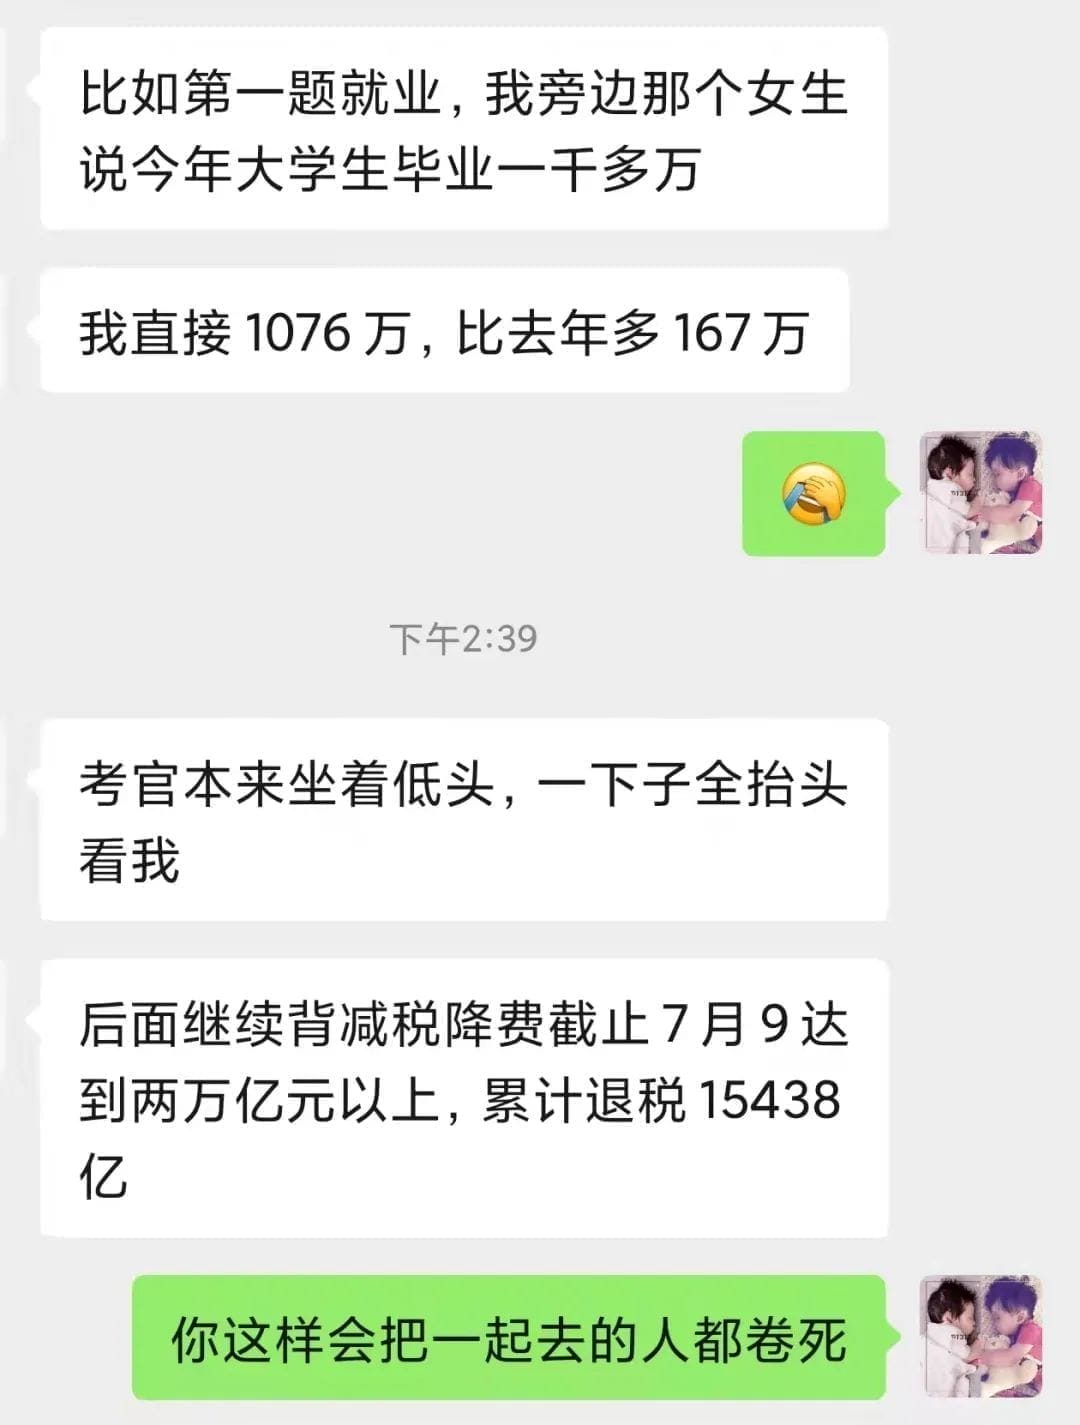 比如第一题就业，我旁边那个女生
说今年大学生毕业一千多万
我直接 1076 万，比去年多 167 万
下午2:39
考官本来坐着低头，一下子全抬头
看我
后面继续背减税降费截止 7 月 9 达
到两万亿元以上，累计退税 15438
亿
你这样会把一起去的人都卷死